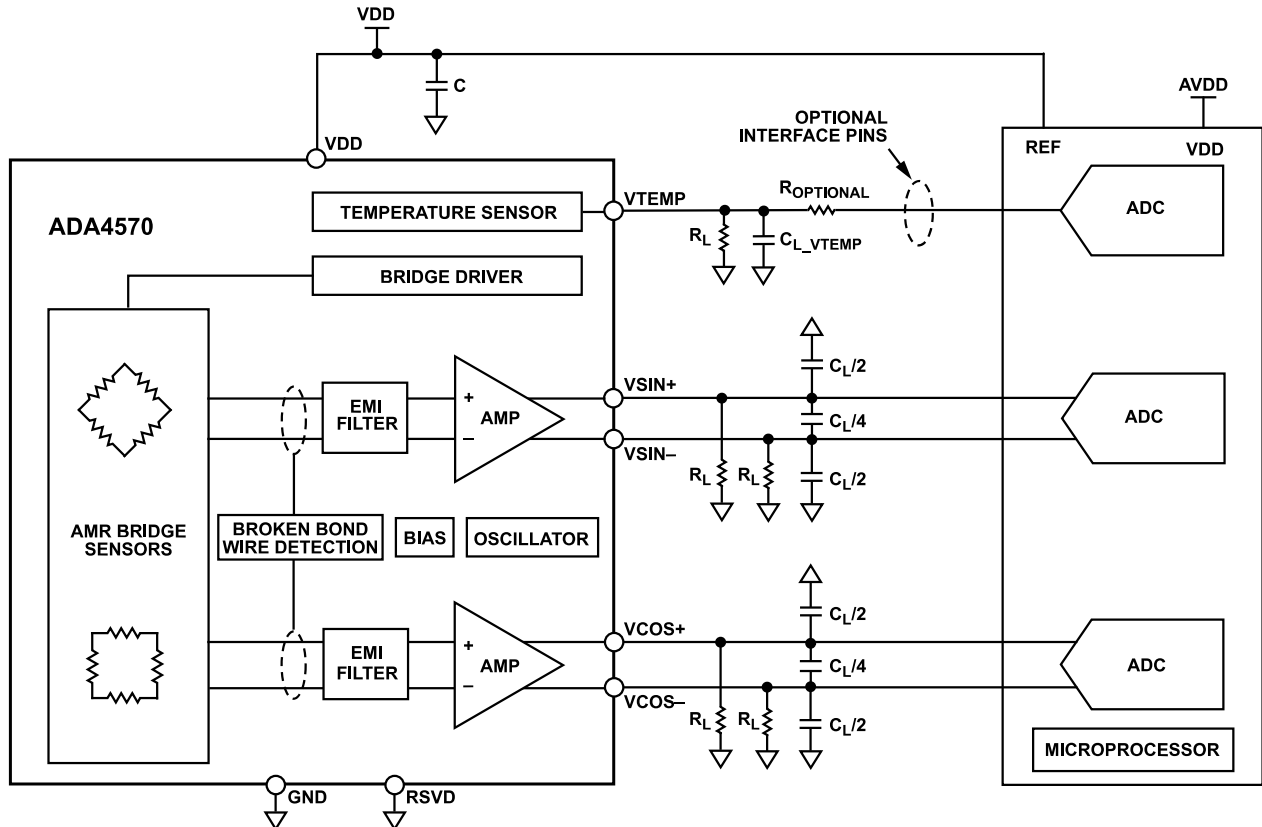 VDD
C
AVDD
OPTIONAL
INTERFACE PINS
VDD
REF
VDD
ADA4570
TEMPERATURE SENSOR
VTEMP
ROPTIONAL
ADC
RL
CL_VTEMP
BRIDGE DRIVER
CL/2
VSIN+
EMI
FILTER
+
–
AMP
CL/4
ADC
VSIN–
RL
RL
CL/2
AMR BRIDGE
SENSORS
BROKEN BOND
WIRE DETECTION
BIAS
OSCILLATOR
CL/2
VCOS+
EMI
FILTER
+
–
AMP
CL/4
ADC
VCOS–
RL
RL
CL/2
MICROPROCESSOR
GND
RSVD